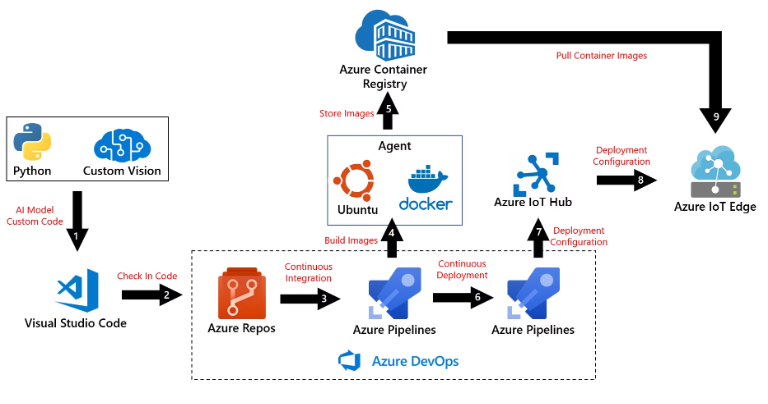 Azure Container
Registry
Pull Container Images
Store Images
5
9
Python
Custom Vision
Agent
Ubuntu
docker
Azure IoT Hub
Deployment
Configuration
8
Azure IoT Edge
AI Model
Custom Code
1
Build Images
4
7
Deployment
Configuration
Visual Studio Code
Check In Code
2
Azure Repos
Continuous
Integration
3
Azure Pipelines
Continuous
Deployment
6
Azure Pipelines
Azure DevOps